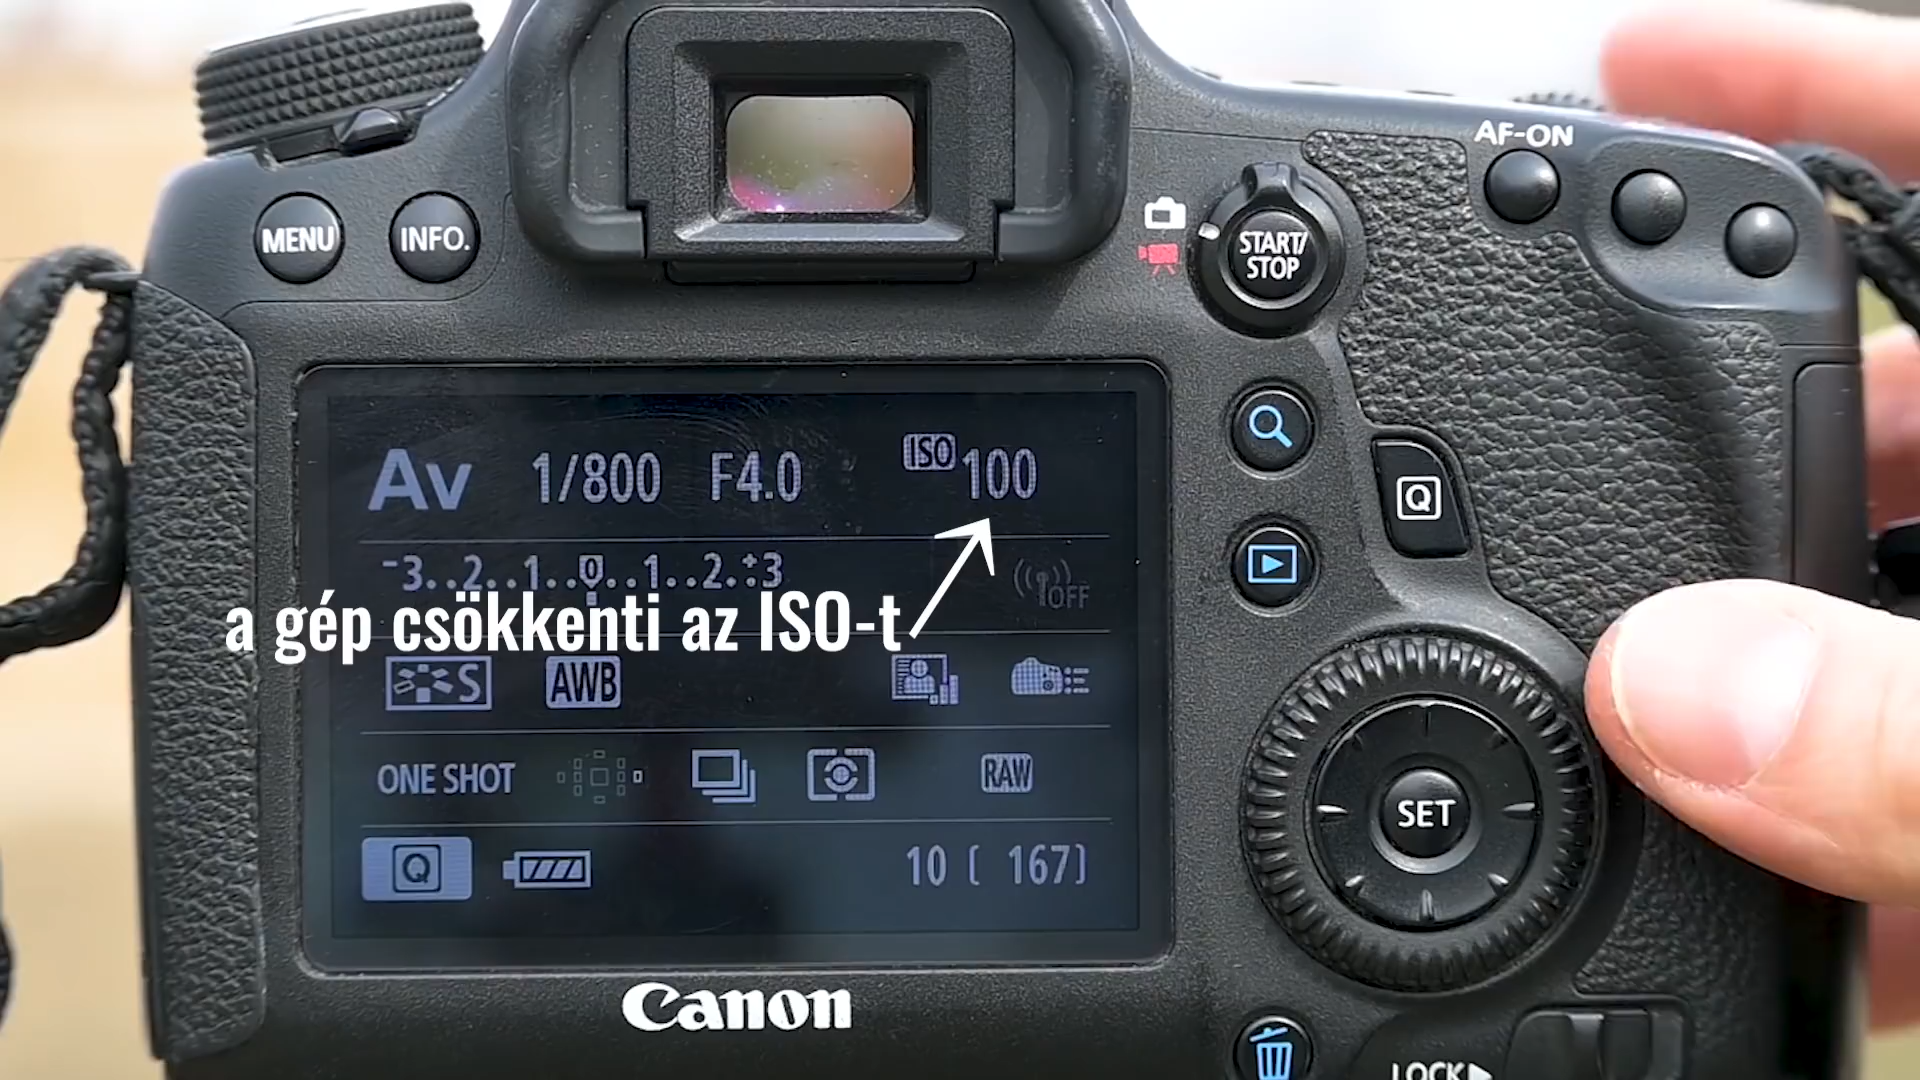 AF-ON
MENU
INFO.
START/
STOP
Av 1/800 F4.0 ISO 100
-3..2..1..0..1..2.+3
OFF
a gép csökkenti az ISO-t
S AWB
Q
ONE SHOT RAW
SET
Q 10 [ 167]
Canon
LOCK